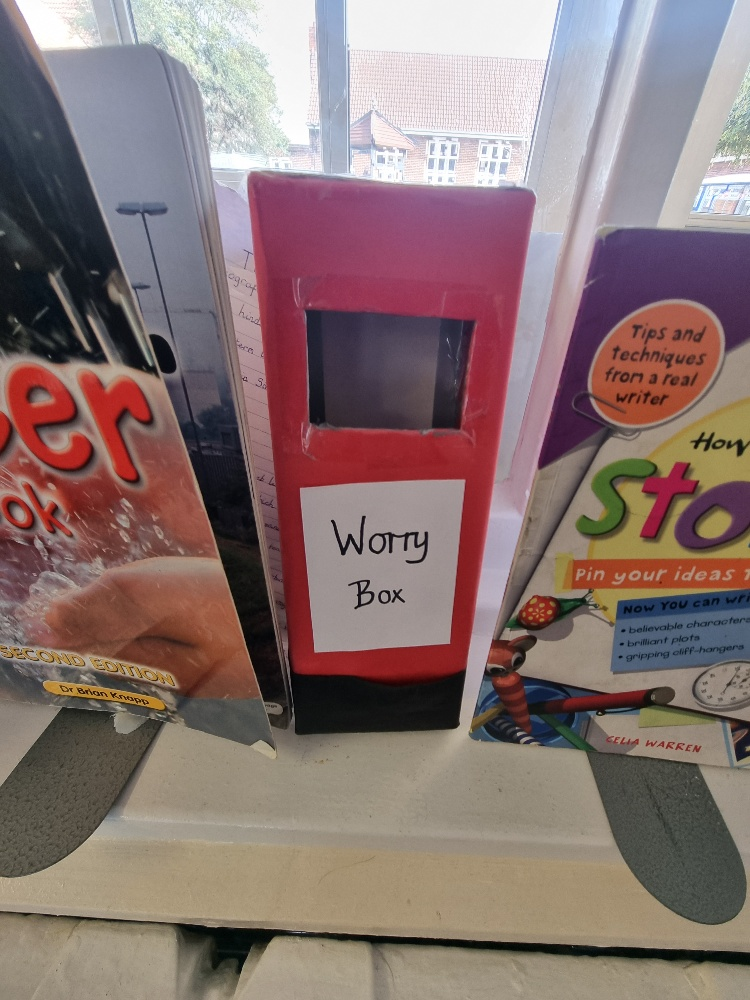 er
ok
SECOND EDITION
Dr Brian Knapp
Worry
Box
Tips and
techniques
from a real
writer
How
Sto
Pin your ideas
Now You can wri
• believable characters
• brilliant plots
• gripping cliff-hangers
CELIA WARREN